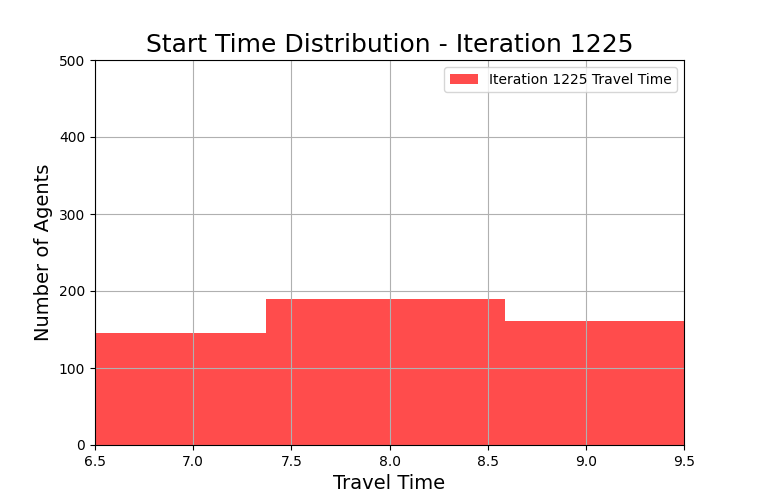 Start Time Distribution - Iteration 1225
Iteration 1225 Travel Time
Number of Agents
500
400
300
200
100
0
6.5 7.0 7.5 8.0 8.5 9.0 9.5
Travel Time